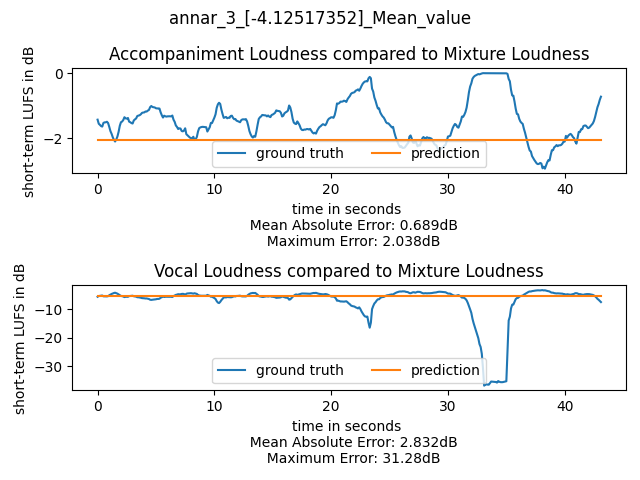 annar_3_[-4.12517352]_Mean_value
Accompaniment Loudness compared to Mixture Loudness
short-term LUFS in dB
0
−2
ground truth
prediction
0
10
20
30
40
time in seconds
Mean Absolute Error: 0.689dB
Maximum Error: 2.038dB
Vocal Loudness compared to Mixture Loudness
short-term LUFS in dB
−10
−20
−30
ground truth
prediction
0
10
20
30
40
time in seconds
Mean Absolute Error: 2.832dB
Maximum Error: 31.28dB